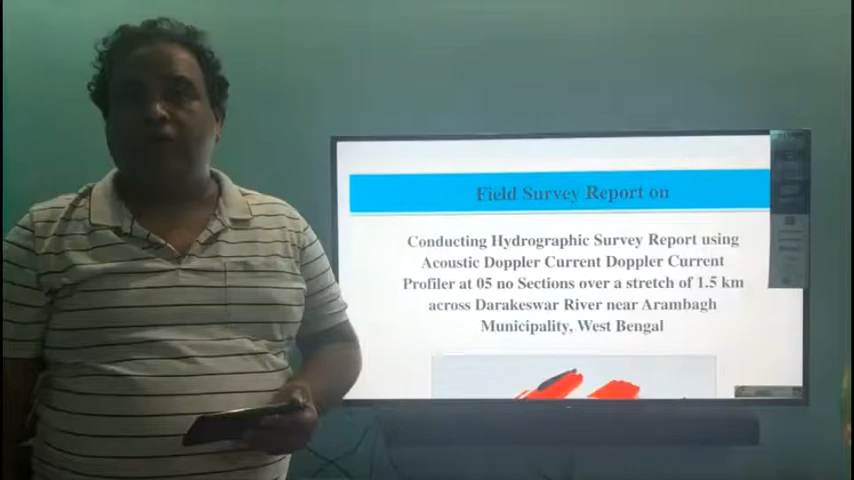 Field Survey Report on
Conducting Hydrographic Survey Report using
Acoustic Doppler Current Doppler Current
Profiler at 05 no Sections over a stretch of 1.5 km
across Darakeswar River near Arambagh
Municipality, West Bengal